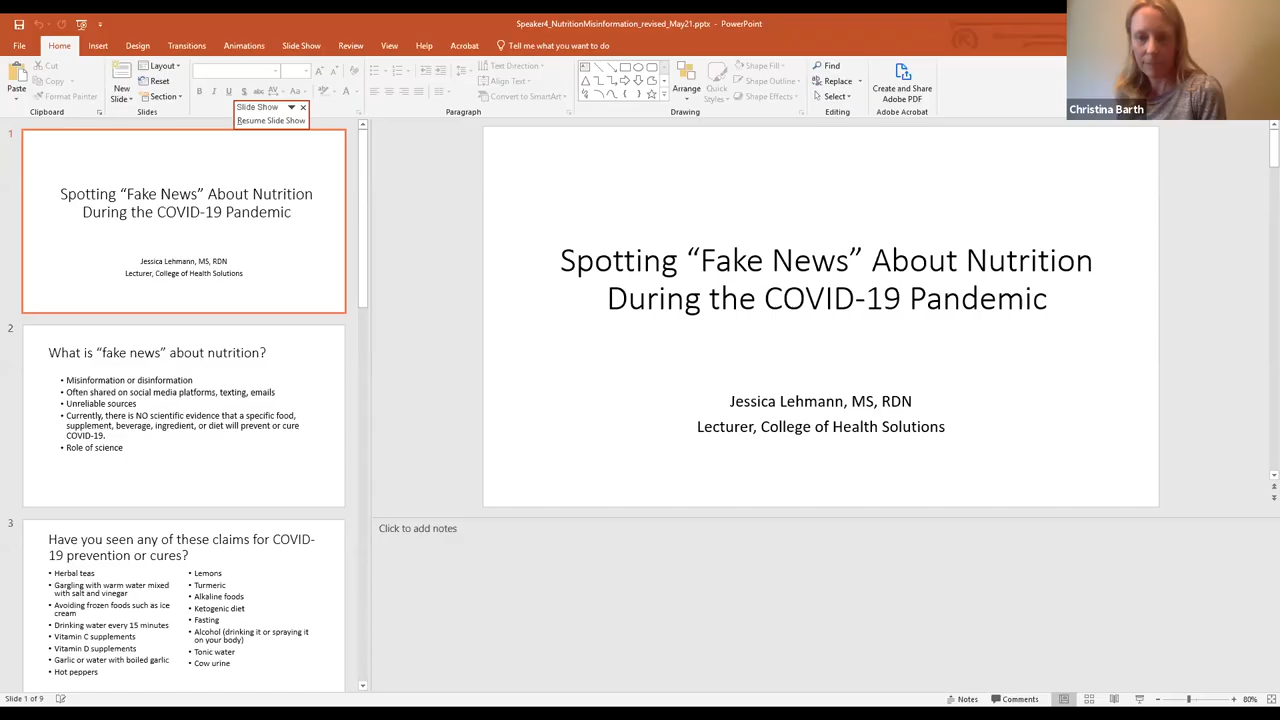 Speaker4_NutritionMisinformation_revised_May21.pptx - PowerPoint
File Home Insert Design Transitions Animations Slide Show Review View Help Acrobat Tell me what you want to do
Paste
Cut
Copy
Format Painter
Clipboard
New
Slide
Layout
Reset
Section
Slides
B I U S abc AV Aa A
Slide Show
Resume Slide Show
Paragraph
Text Direction
Align Text
Convert to SmartArt
Arrange
Quick
Styles
Shape Fill
Shape Outline
Shape Effects
Drawing
Find
Replace
Select
Editing
Create and Share
Adobe PDF
Adobe Acrobat
Christina Barth
1
Spotting “Fake News” About Nutrition
During the COVID-19 Pandemic
Jessica Lehmann, MS, RDN
Lecturer, College of Health Solutions
2
What is “fake news” about nutrition?
• Misinformation or disinformation
• Often shared on social media platforms, texting, emails
• Unreliable sources
• Currently, there is NO scientific evidence that a specific food,
supplement, beverage, ingredient, or diet will prevent or cure
COVID-19.
• Role of science
3
Have you seen any of these claims for COVID-
19 prevention or cures?
• Herbal teas
• Gargling with warm water mixed
with salt and vinegar
• Avoiding frozen foods such as ice
cream
• Drinking water every 15 minutes
• Vitamin C supplements
• Vitamin D supplements
• Garlic or water with boiled garlic
• Hot peppers
• Lemons
• Turmeric
• Alkaline foods
• Ketogenic diet
• Fasting
• Alcohol (drinking it or spraying it
on your body)
• Tonic water
• Cow urine
Spotting “Fake News” About Nutrition
During the COVID-19 Pandemic
Jessica Lehmann, MS, RDN
Lecturer, College of Health Solutions
Click to add notes
Slide 1 of 9
Notes Comments 80%